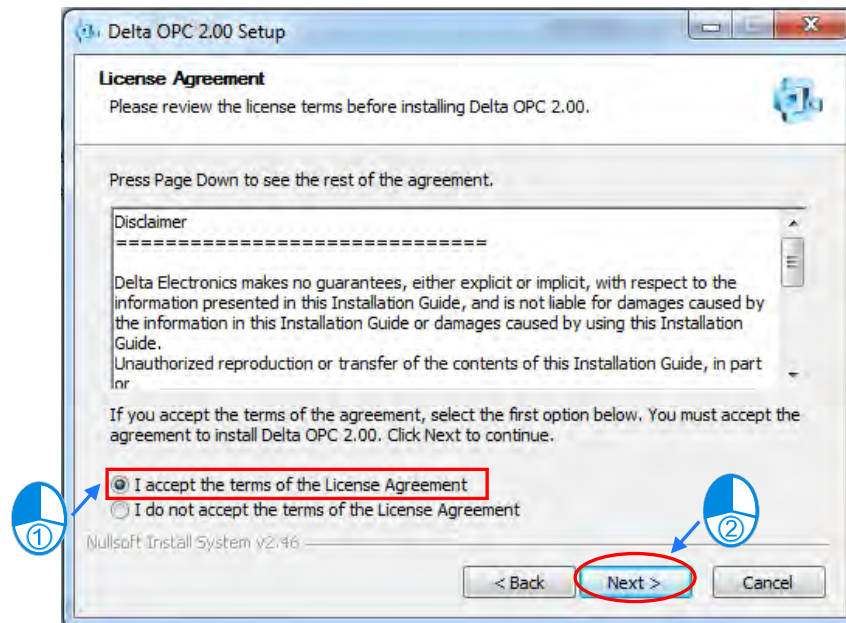 Delta OPC 2.00 Setup
License Agreement
Please review the license terms before installing Delta OPC 2.00.
Press Page Down to see the rest of the agreement.
Disclaimer
==============================
Delta Electronics makes no guarantees, either explicit or implicit, with respect to the
information presented in this Installation Guide, and is not liable for damages caused by
the information in this Installation Guide or damages caused by using this Installation
Guide.
Unauthorized reproduction or transfer of the contents of this Installation Guide, in part
or
If you accept the terms of the agreement, select the first option below. You must accept the
agreement to install Delta OPC 2.00. Click Next to continue.
I accept the terms of the License Agreement
I do not accept the terms of the License Agreement
1
2
Nullsoft Install System v2.46
< Back Next > Cancel